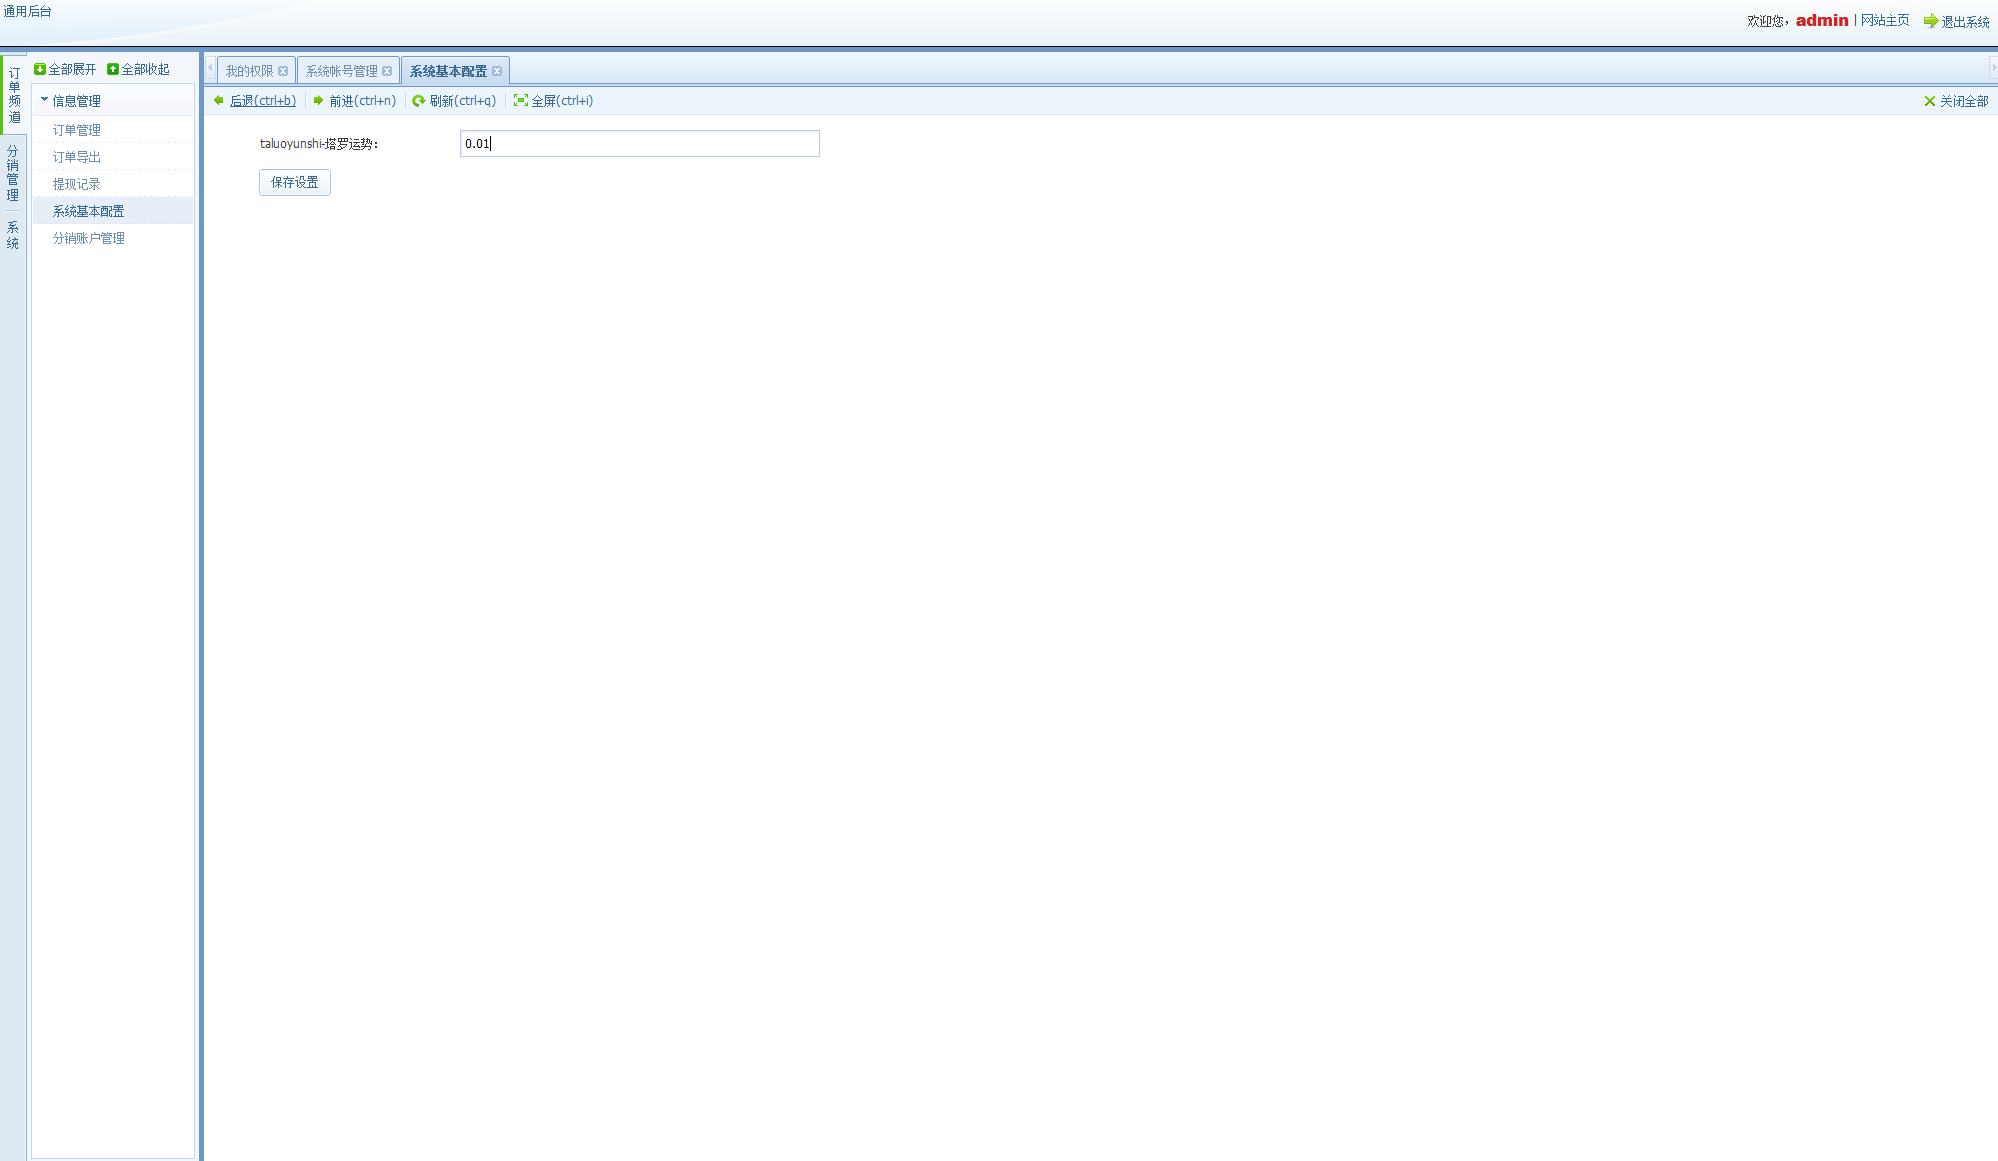 通用后台
欢迎您，admin | 网站主页 退出系统
订单频道
分销管理
系统
全部展开 全部收起
信息管理
订单管理
订单导出
提现记录
系统基本配置
分销账户管理
我的权限 系统帐号管理 系统基本配置
后退(ctrl+b) 前进(ctrl+n) 刷新(ctrl+q) 全屏(ctrl+i) 关闭全部
taluoyunshi-塔罗运势： 0.01
保存设置